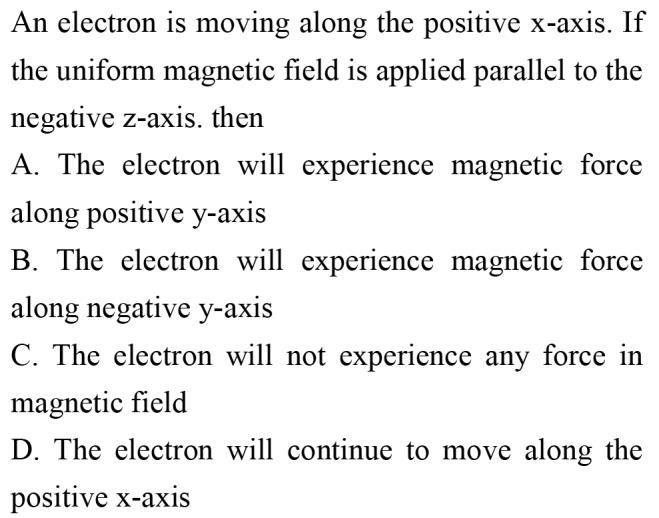 An electron is moving along the positive x-axis. If
the uniform magnetic field is applied parallel to the
negative z-axis. then
A. The electron will experience magnetic force
along positive y-axis
B. The electron will experience magnetic force
along negative y-axis
C. The electron will not experience any force in
magnetic field
D. The electron will continue to move along the
positive x-axis